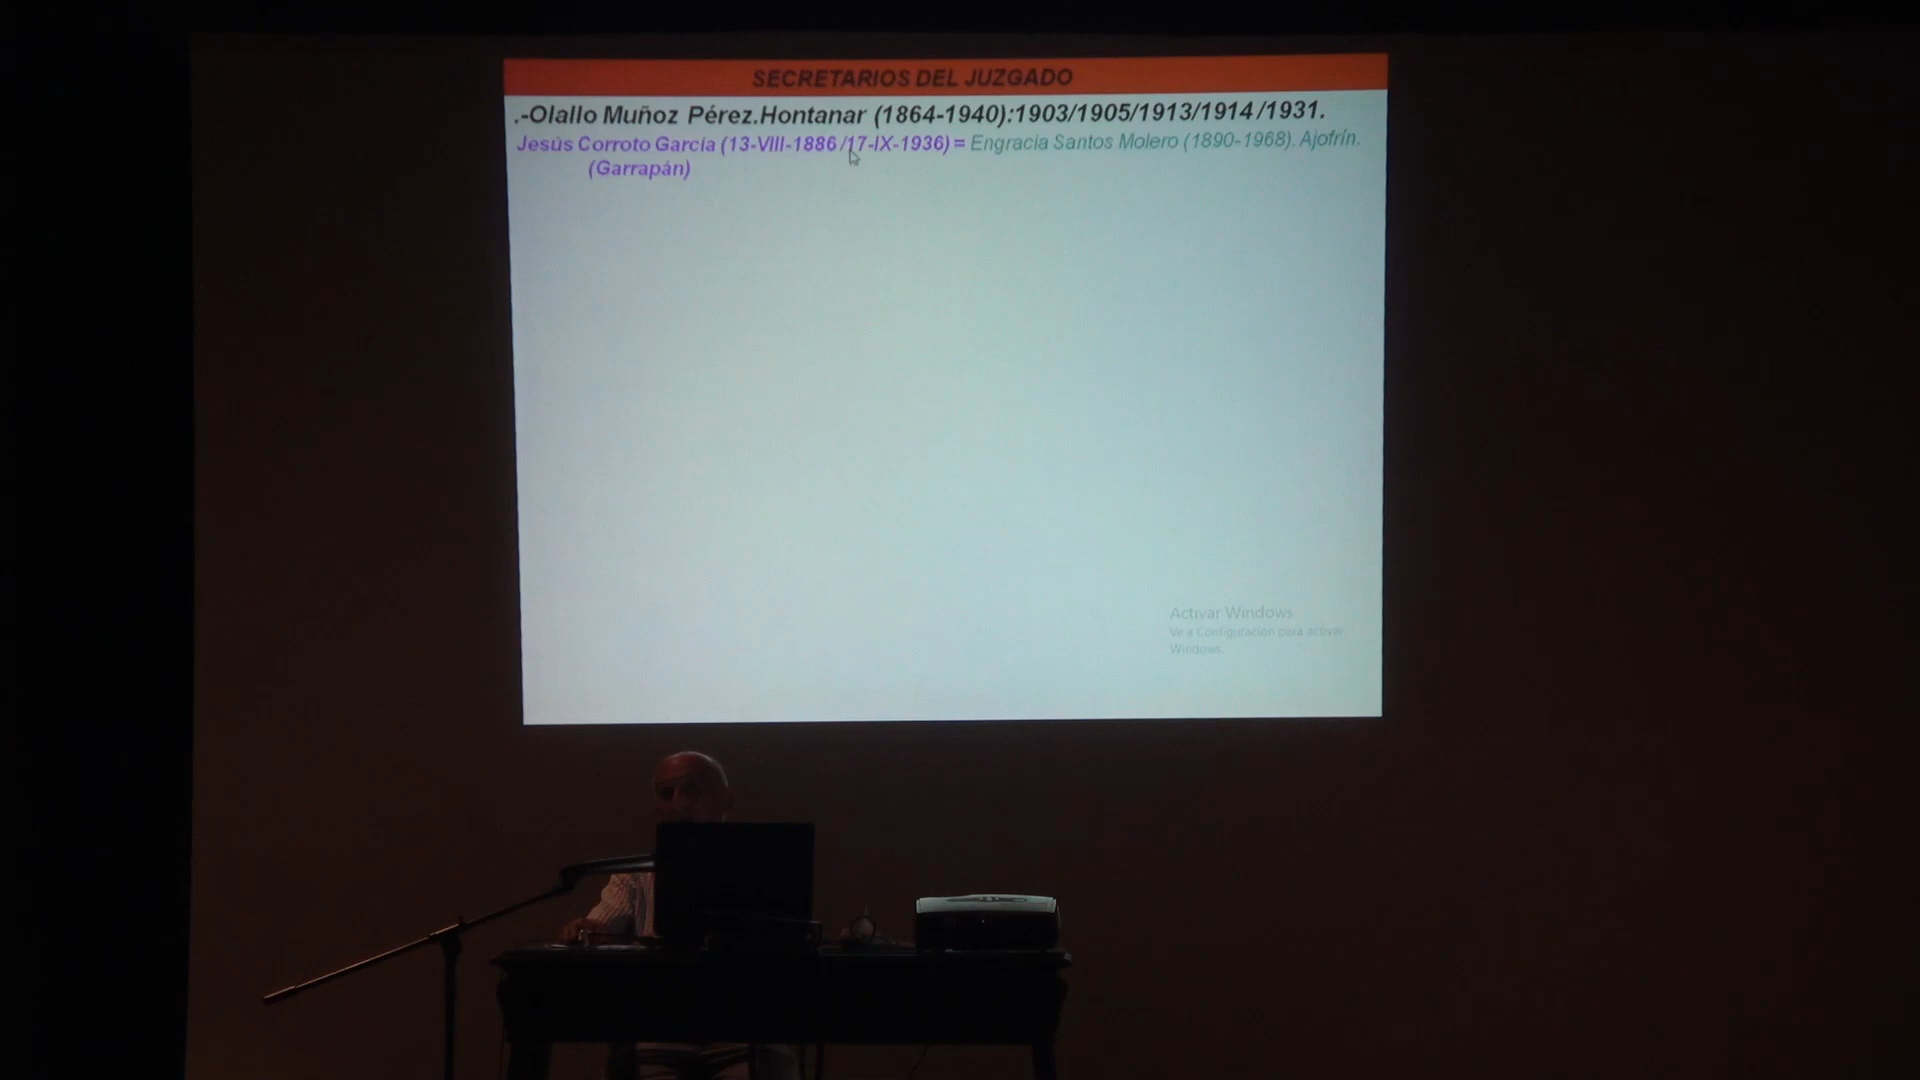 SECRETARIOS DEL JUZGADO
.-Olallo Muñoz Pérez.Hontanar (1864-1940):1903/1905/1913/1914/1931.
Jesús Corroto García (13-VIII-1886/17-IX-1936) = Engracia Santos Molero (1890-1968). Ajofrín.
(Garrapán)
Activar Windows
Ve a Configuración para activar
Windows.